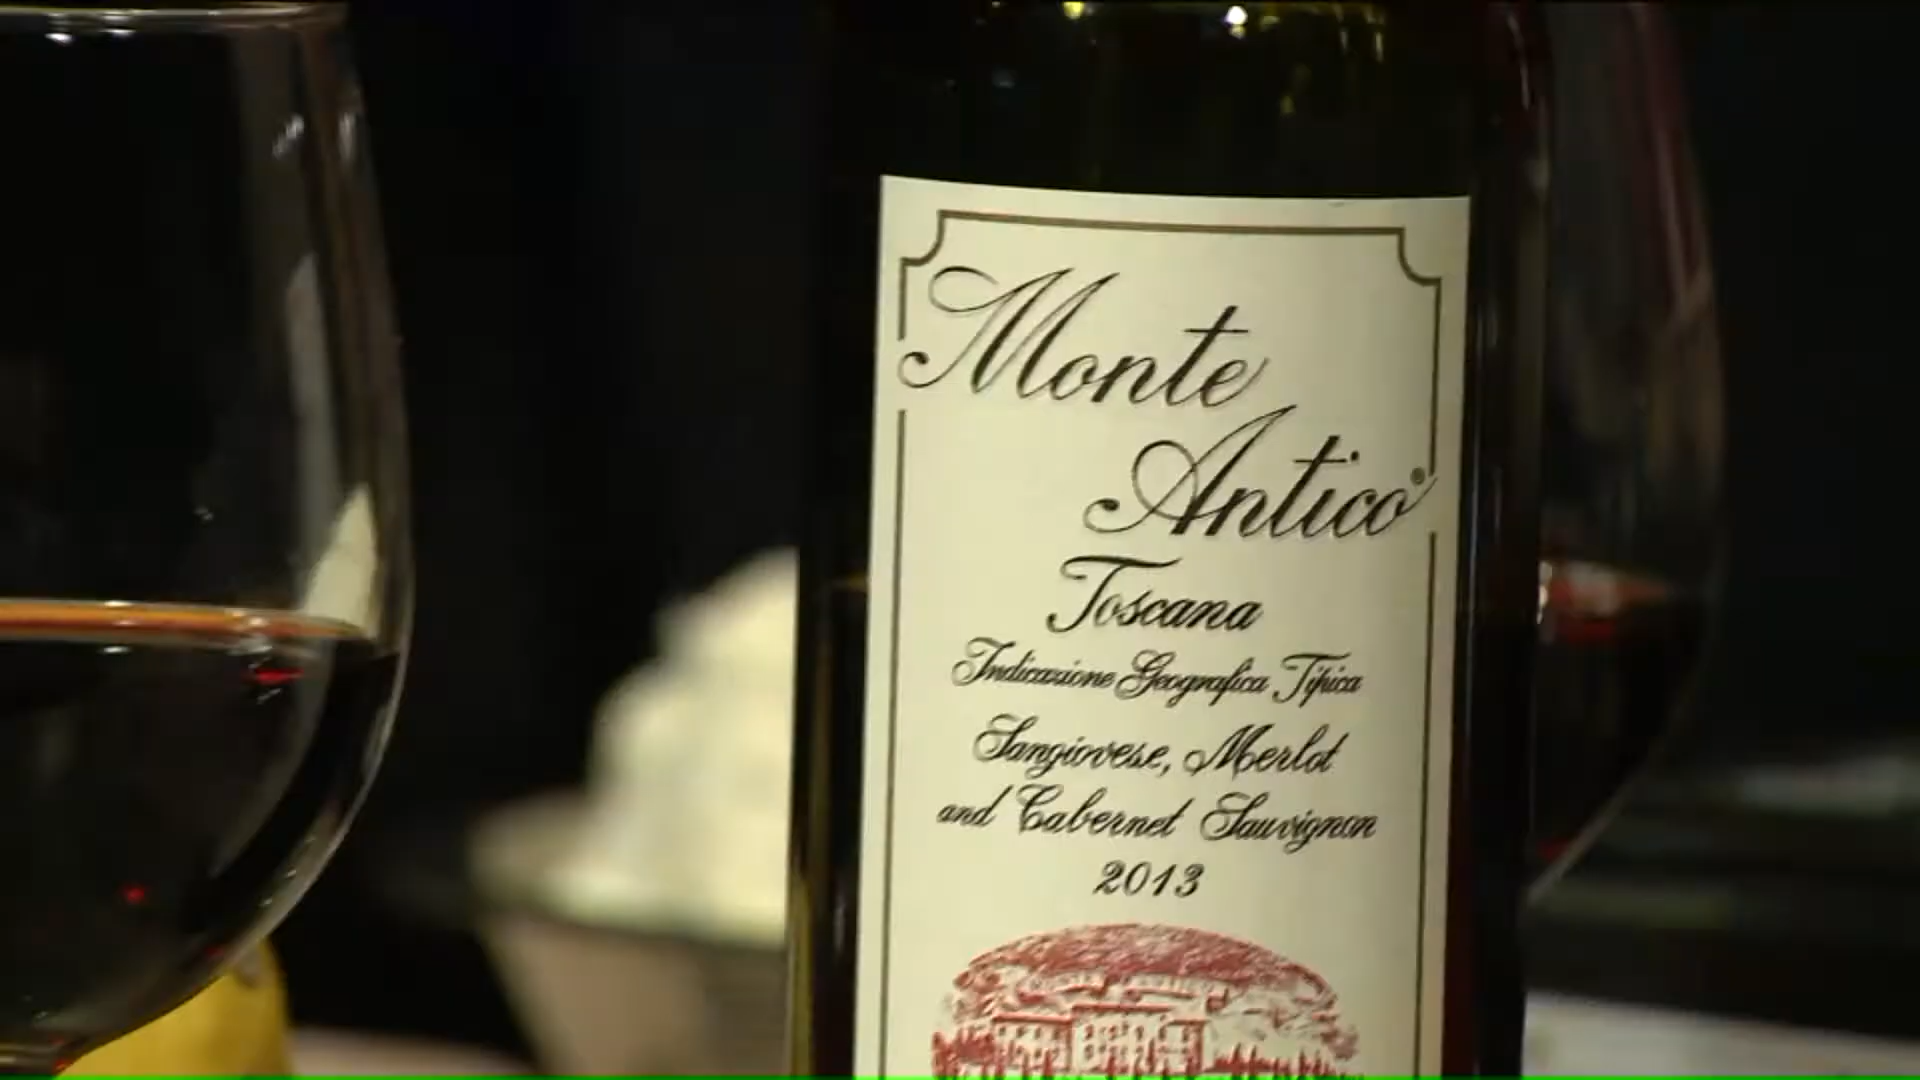 Monte
Antico®
Toscana
Indicazione Geografica Tipica
Sangiovese, Merlot
and Cabernet Sauvignon
2013